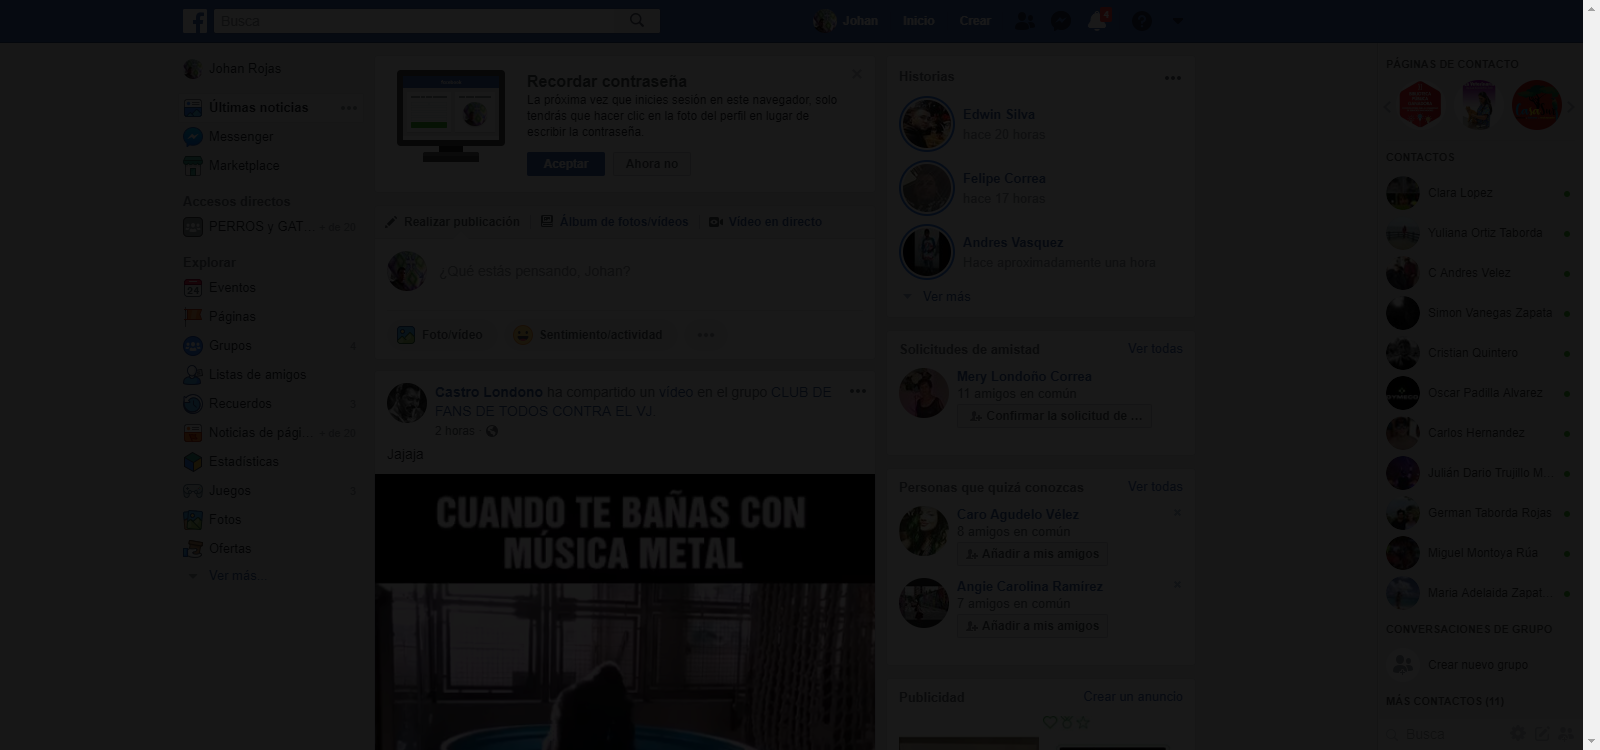 Busca
Johan
Inicio
Crear
4
Johan Rojas
Últimas noticias
Messenger
Marketplace
Accesos directos
PERROS y GAT...
+ de 20
Explorar
Eventos
24
Páginas
Grupos
Listas de amigos
Recuerdos
3
Noticias de pági...
+ de 20
Estadísticas
Juegos
Fotos
Ofertas
Ver más...
Recordar contraseña
La próxima vez que inicies sesión en este navegador, solo
tendrás que hacer clic en la foto del perfil en lugar de
escribir la contraseña.
Aceptar
Ahora no
Realizar publicación
Álbum de fotos/vídeos
Vídeo en directo
¿Qué estás pensando, Johan?
Foto/vídeo
Sentimiento/actividad
Castro Londono ha compartido un vídeo en el grupo CLUB DE
FANS DE TODOS CONTRA EL VJ.
2 horas ·
Jajaja
CUANDO TE BAÑAS CON
MÚSICA METAL
Historias
Edwin Silva
hace 20 horas
Felipe Correa
hace 17 horas
Andres Vasquez
Hace aproximadamente una hora
Ver más
Solicitudes de amistad
Ver todas
Mery Londoño Correa
11 amigos en común
Confirmar la solicitud de ...
Personas que quizá conozcas
Ver todas
Caro Agudelo Vélez
8 amigos en común
Añadir a mis amigos
Angie Carolina Ramirez
7 amigos en común
Añadir a mis amigos
Publicidad
Crear un anuncio
PÁGINAS DE CONTACTO
CONTACTOS
Clara Lopez
Yuliana Ortiz Taborda
C Andres Velez
Simon Vanegas Zapata
Cristian Quintero
Oscar Padilla Alvarez
Carlos Hernandez
Julián Dario Trujillo M...
German Taborda Rojas
Miguel Montoya Rúa
Maria Adelaida Zapat...
CONVERSACIONES DE GRUPO
Crear nuevo grupo
MÁS CONTACTOS (11)
Busca